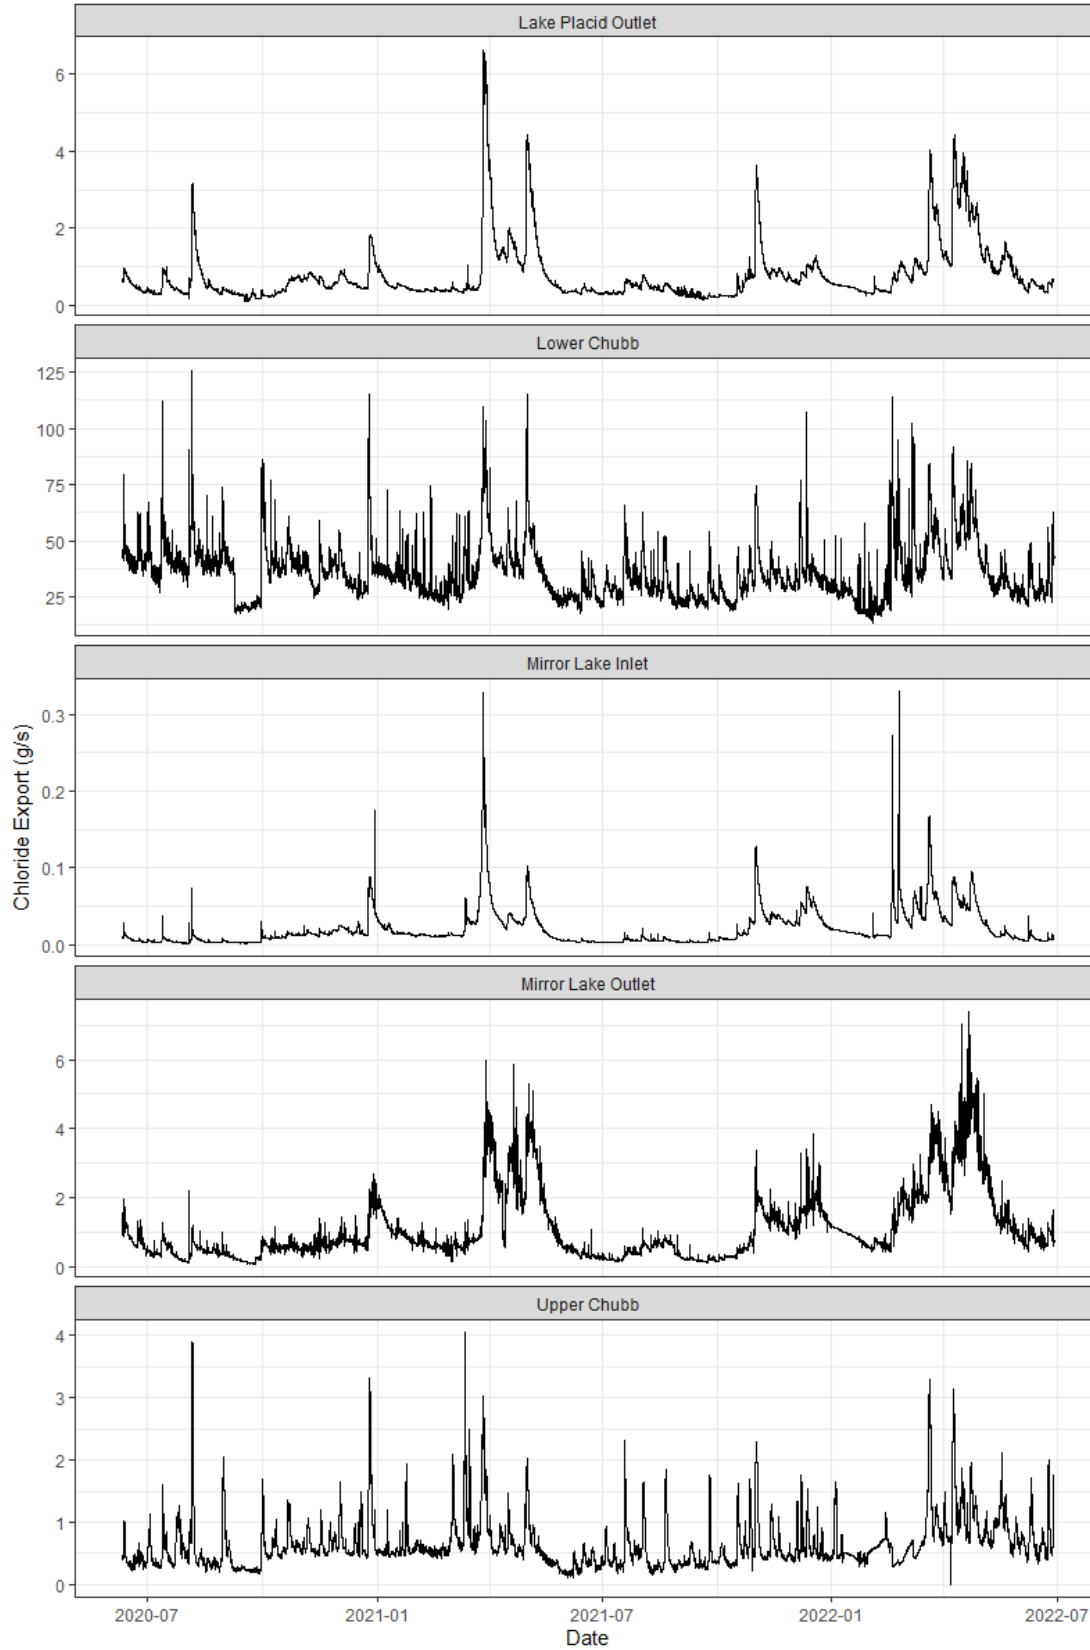 Lake Placid Outlet
6
4
2
0
Lower Chubb
125
100
75
50
25
Mirror Lake Inlet
0.3
0.2
0.1
0.0
Chloride Export (g/s)
Mirror Lake Outlet
6
4
2
0
Upper Chubb
4
3
2
1
0
2020-07 2021-01 2021-07 2022-01 2022-07
Date